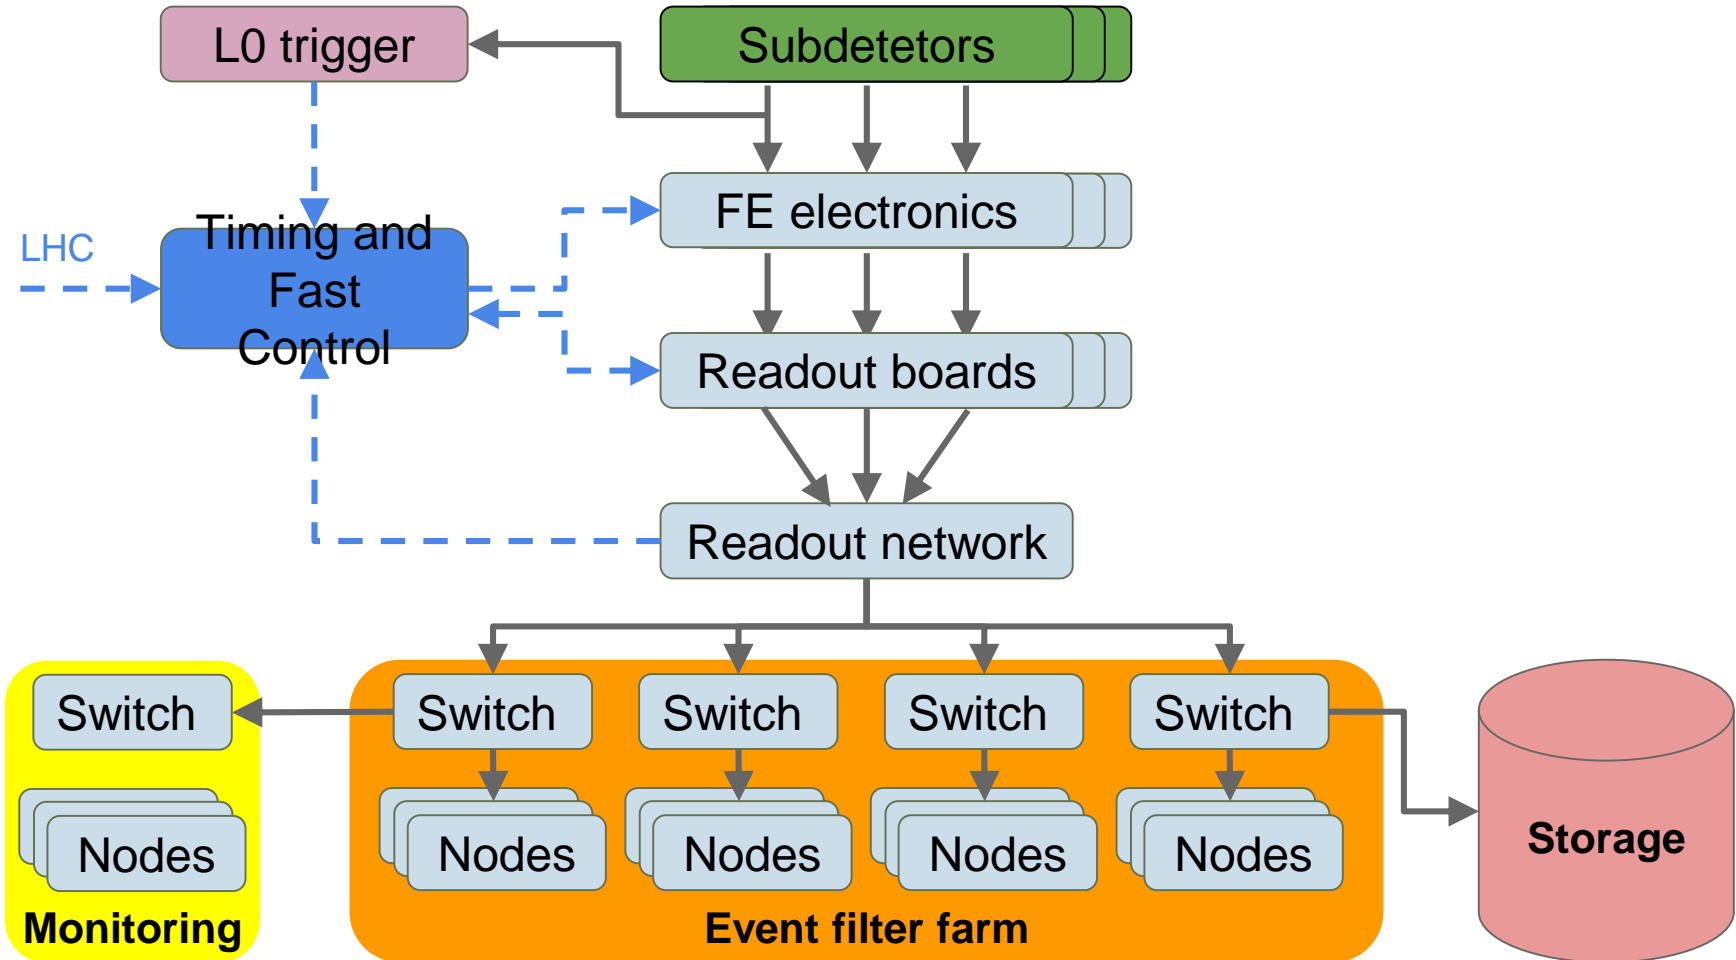 L0 trigger
Subdetetors
FE electronics
LHC
Timing and
Fast
Control
Readout boards
Readout network
Switch
Switch
Switch
Switch
Switch
Nodes
Nodes
Nodes
Nodes
Nodes
Storage
Monitoring
Event filter farm